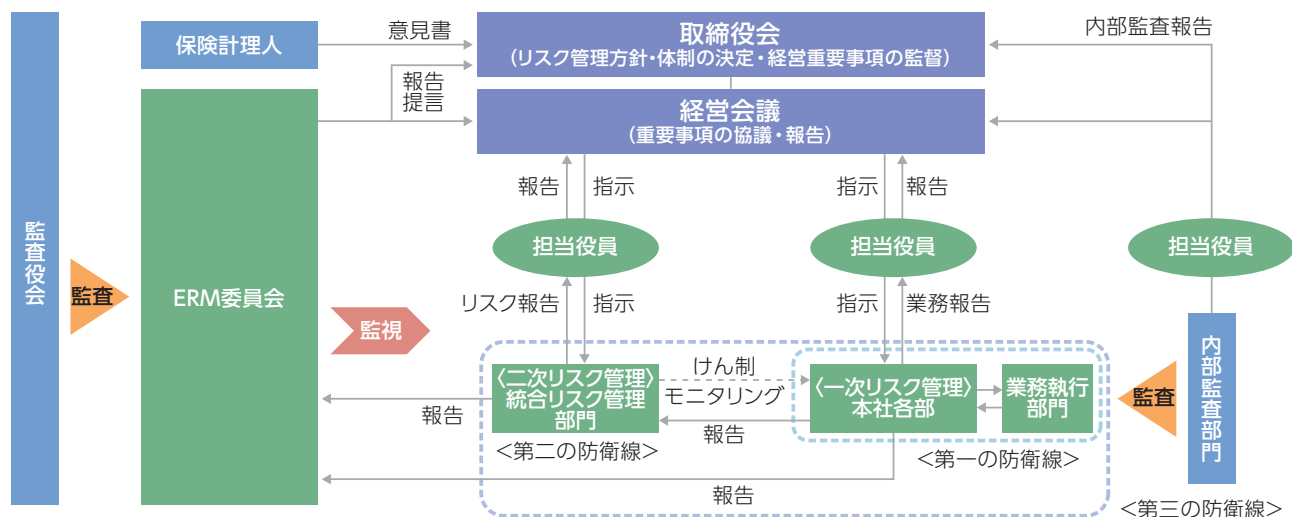 保険計理人
意見書
取締役会
（リスク管理方針・体制の決定・経営重要事項の監督）
内部監査報告
報告
提言
経営会議
（重要事項の協議・報告）
報告
指示
指示
報告
監査役会
監査
ERM委員会
担当役員
担当役員
担当役員
監視
リスク報告
指示
指示
業務報告
〈二次リスク管理〉
統合リスク管理
部門
けん制
モニタリング
〈一次リスク管理〉
本社各部
業務執行
部門
監査
内部監査部門
報告
報告
＜第二の防衛線＞
＜第一の防衛線＞
報告
＜第三の防衛線＞